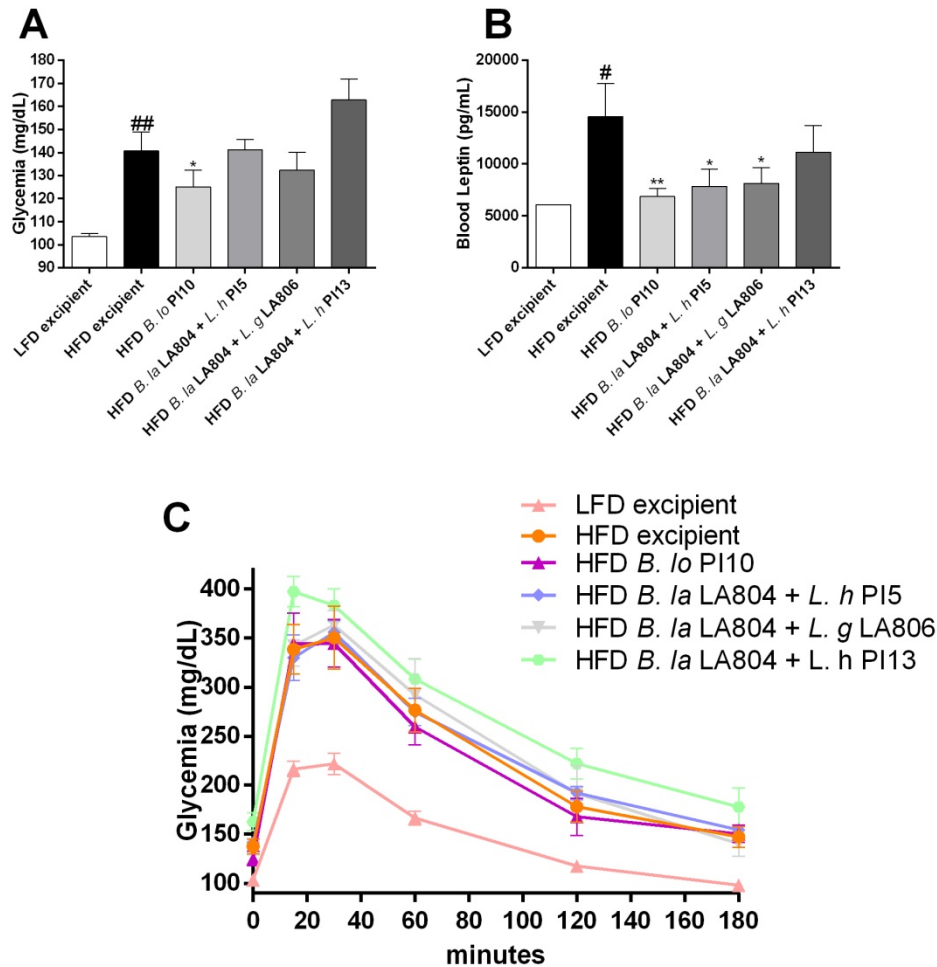 A
Glycemia (mg/dL)
180
170
160
150
140
130
120
110
100
90
##
*
LFD excipient
HFD excipient
HFD B. lo PI10
HFD B. la LA804 + L. h PI5
HFD B. la LA804 + L. g LA806
HFD B. la LA804 + L. h PI13
B
Blood Leptin (pg/mL)
20000
15000
10000
5000
0
#
**
*
*
LFD excipient
HFD excipient
HFD B. lo PI10
HFD B. la LA804 + L. h PI5
HFD B. la LA804 + L. g LA806
HFD B. la LA804 + L. h PI13
C
LFD excipient
HFD excipient
HFD B. lo PI10
HFD B. la LA804 + L. h PI5
HFD B. la LA804 + L. g LA806
HFD B. la LA804 + L. h PI13
Glycemia (mg/dL)
400
350
300
250
200
150
100
0 20 40 60 80 100 120 140 160 180
minutes